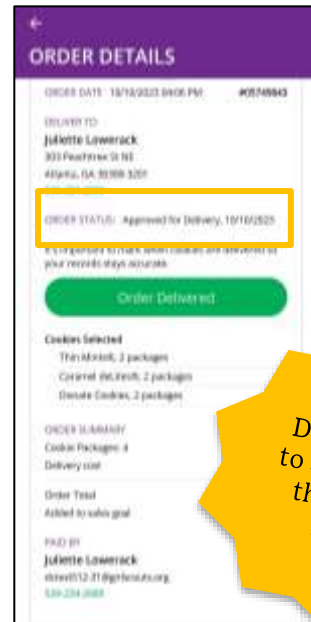 ORDER DETAILS
ORDER DATE 10/10/2023 04:06 PM #05749843
DELIVER TO
Juliette Lowerack
303 Peachtree St NE
Atlanta, GA 30308-3201
ORDER STATUS: Approved for Delivery, 10/10/2023
It's important to mark when cookies are delivered so
your records stays accurate.
Order Delivered
Cookies Selected
Thin Mints®, 2 packages
Caramel deLites®, 2 packages
Donate Cookies, 2 packages
ORDER SUMMARY
Cookie Packages: 4
Delivery cost
Order Total
Added to sales goal
PAID BY
Juliette Lowerack
D
to
th